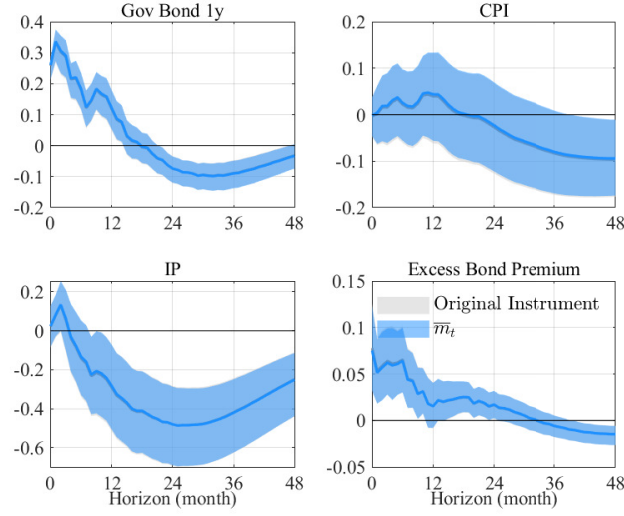 Gov Bond 1y
0.4
0.3
0.2
0.1
0
-0.1
-0.2
0 12 24 36 48
CPI
0.2
0.1
0
-0.1
-0.2
0 12 24 36 48
IP
0.2
0
-0.2
-0.4
-0.6
0 12 24 36 48
Horizon (month)
Excess Bond Premium
0.15
0.1
0.05
0
-0.05
0 12 24 36 48
Horizon (month)
Original Instrument
m̅ₜ